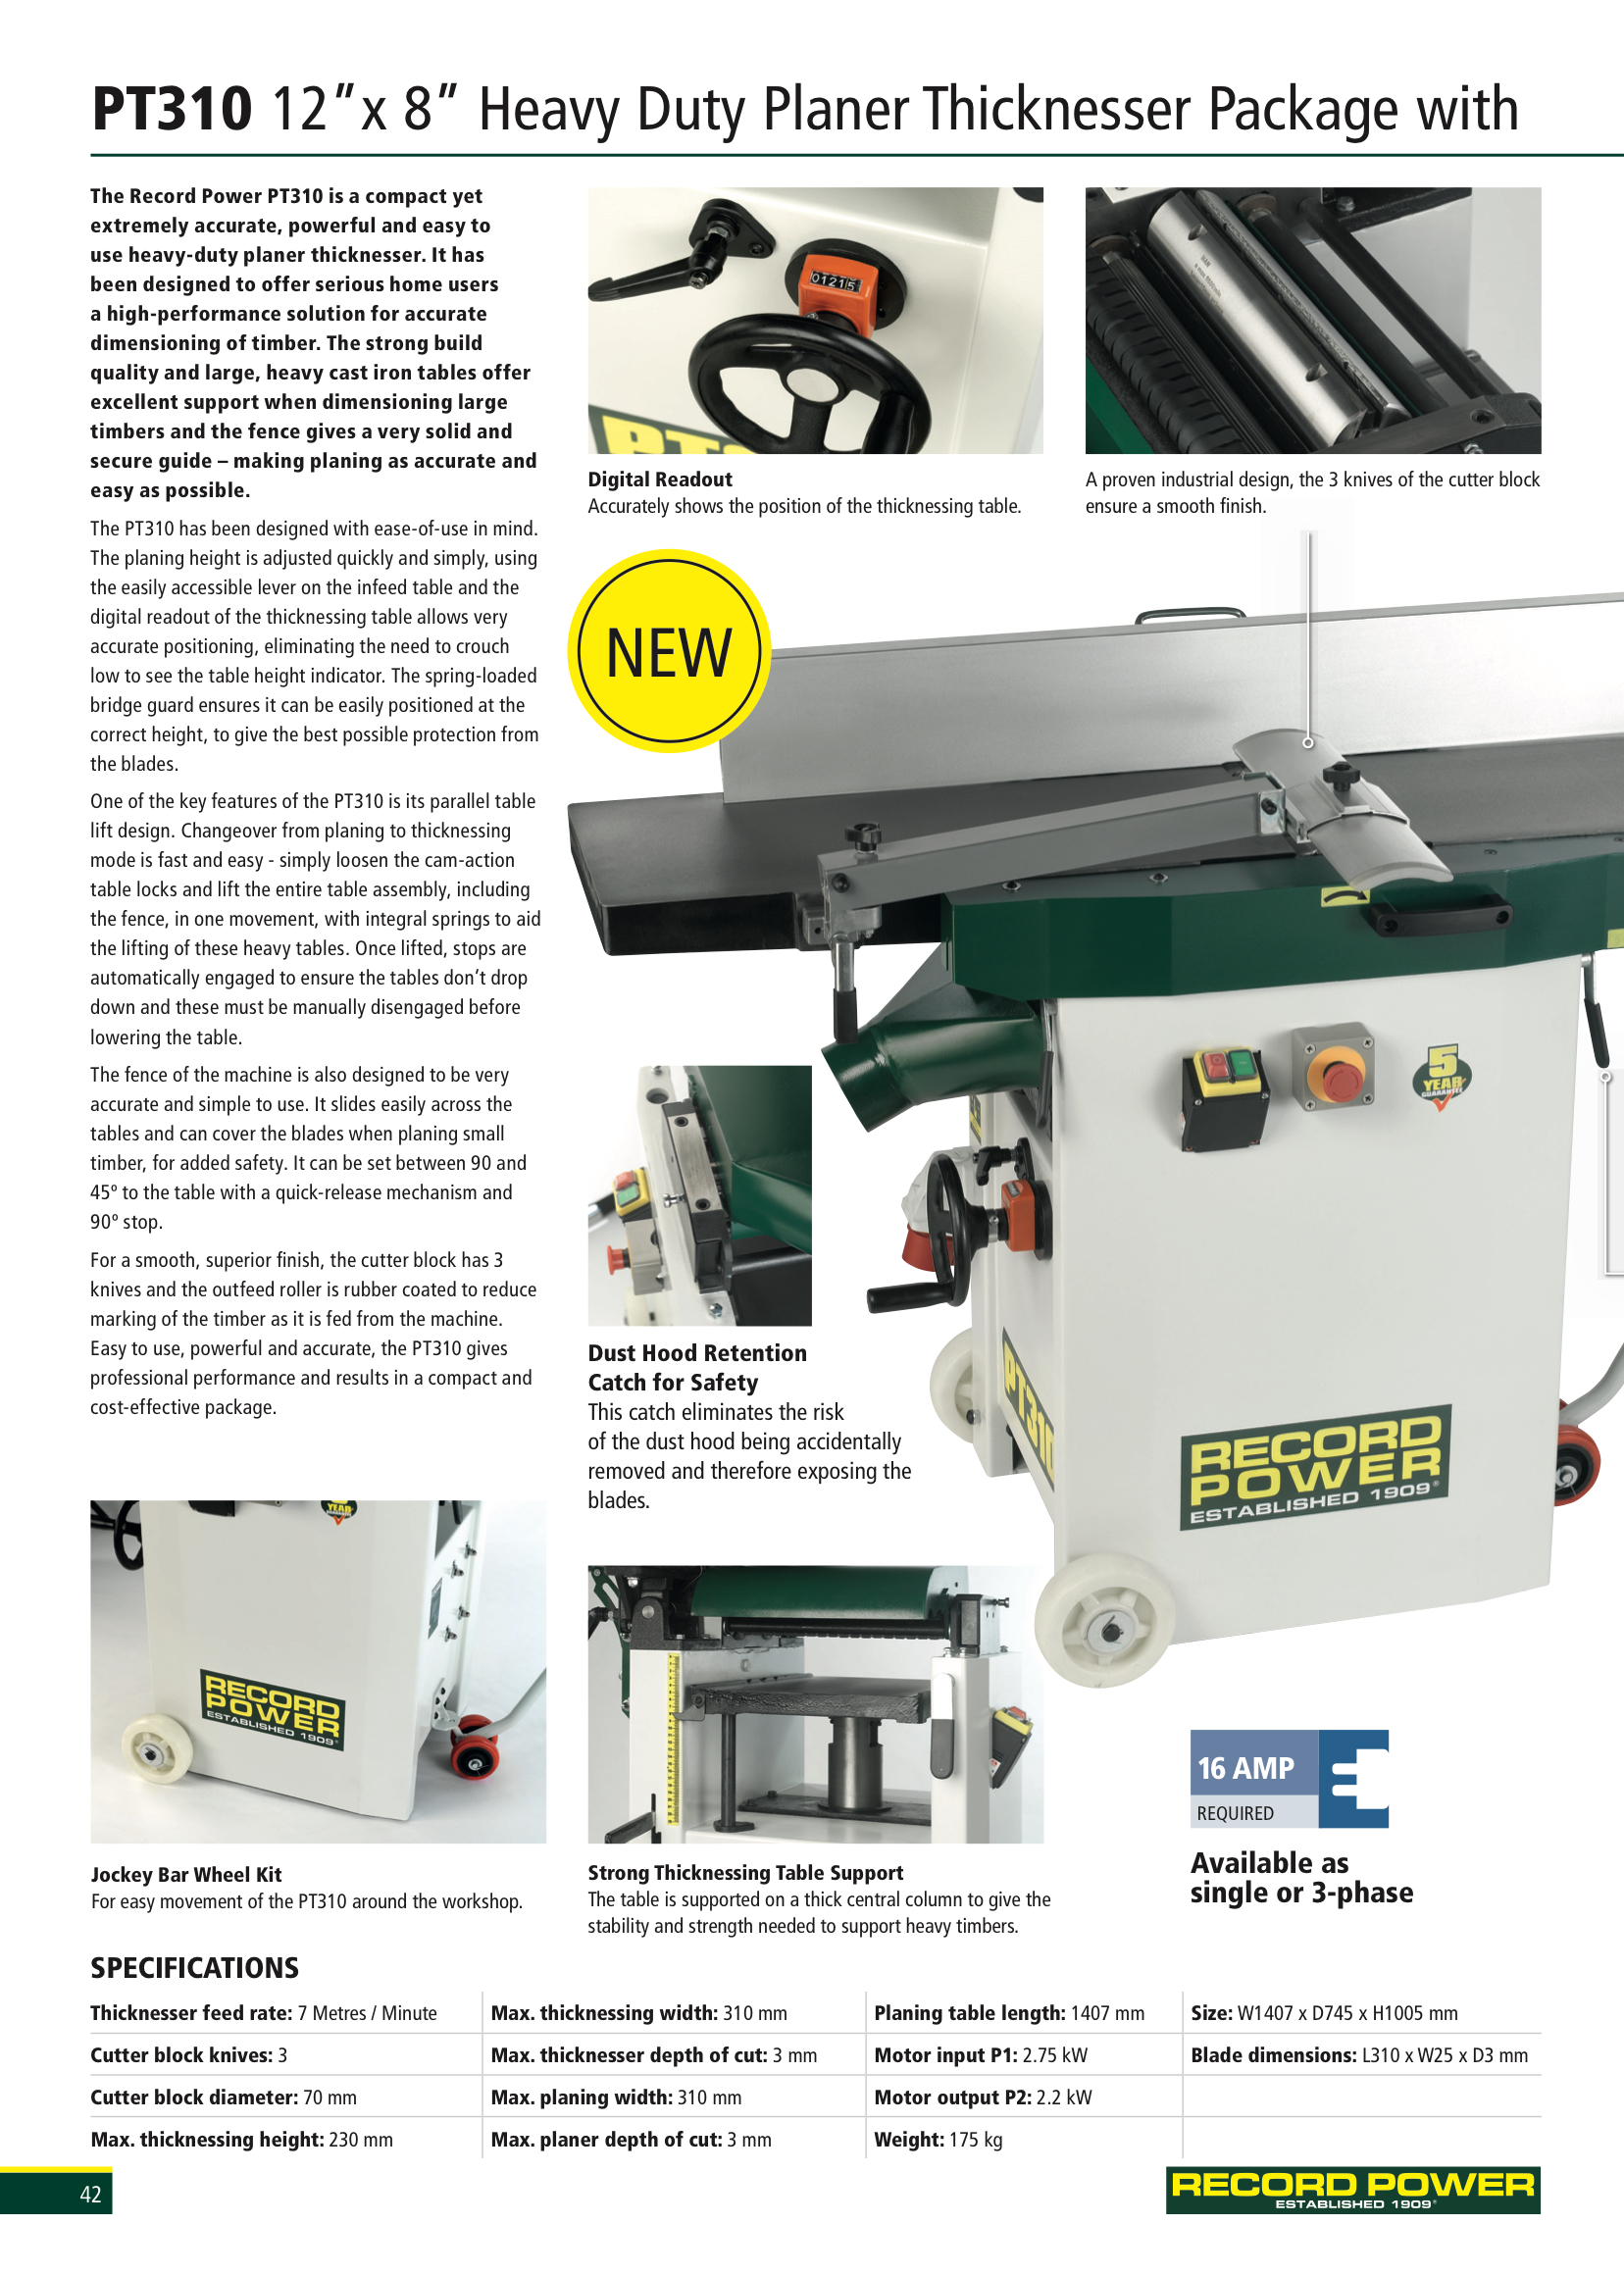 PT310 12″x 8″ Heavy Duty Planer Thicknesser Package with
The Record Power PT310 is a compact yet
extremely accurate, powerful and easy to
use heavy-duty planer thicknesser. It has
been designed to offer serious home users
a high-performance solution for accurate
dimensioning of timber. The strong build
quality and large, heavy cast iron tables offer
excellent support when dimensioning large
timbers and the fence gives a very solid and
secure guide – making planing as accurate and
easy as possible.
The PT310 has been designed with ease-of-use in mind.
The planing height is adjusted quickly and simply, using
the easily accessible lever on the infeed table and the
digital readout of the thicknessing table allows very
accurate positioning, eliminating the need to crouch
low to see the table height indicator. The spring-loaded
bridge guard ensures it can be easily positioned at the
correct height, to give the best possible protection from
the blades.
One of the key features of the PT310 is its parallel table
lift design. Changeover from planing to thicknessing
mode is fast and easy - simply loosen the cam-action
table locks and lift the entire table assembly, including
the fence, in one movement, with integral springs to aid
the lifting of these heavy tables. Once lifted, stops are
automatically engaged to ensure the tables don’t drop
down and these must be manually disengaged before
lowering the table.
The fence of the machine is also designed to be very
accurate and simple to use. It slides easily across the
tables and can cover the blades when planing small
timber, for added safety. It can be set between 90 and
45º to the table with a quick-release mechanism and
90º stop.
For a smooth, superior finish, the cutter block has 3
knives and the outfeed roller is rubber coated to reduce
marking of the timber as it is fed from the machine.
Easy to use, powerful and accurate, the PT310 gives
professional performance and results in a compact and
cost-effective package.
01215
Digital Readout
Accurately shows the position of the thicknessing table.
A proven industrial design, the 3 knives of the cutter block
ensure a smooth finish.
NEW
5
YEAR
GUARANTEE
PT310
RECORD
POWER
ESTABLISHED 1909®
Dust Hood Retention
Catch for Safety
This catch eliminates the risk
of the dust hood being accidentally
removed and therefore exposing the
blades.
YEAR
RECORD
POWER
ESTABLISHED 1909®
Jockey Bar Wheel Kit
For easy movement of the PT310 around the workshop.
Strong Thicknessing Table Support
The table is supported on a thick central column to give the
stability and strength needed to support heavy timbers.
16 AMP
REQUIRED
Available as
single or 3-phase
SPECIFICATIONS
Thicknesser feed rate: 7 Metres / Minute
Cutter block knives: 3
Cutter block diameter: 70 mm
Max. thicknessing height: 230 mm
Max. thicknessing width: 310 mm
Max. thicknesser depth of cut: 3 mm
Max. planing width: 310 mm
Max. planer depth of cut: 3 mm
Planing table length: 1407 mm
Motor input P1: 2.75 kW
Motor output P2: 2.2 kW
Weight: 175 kg
Size: W1407 x D745 x H1005 mm
Blade dimensions: L310 x W25 x D3 mm
42
RECORD POWER
ESTABLISHED 1909®